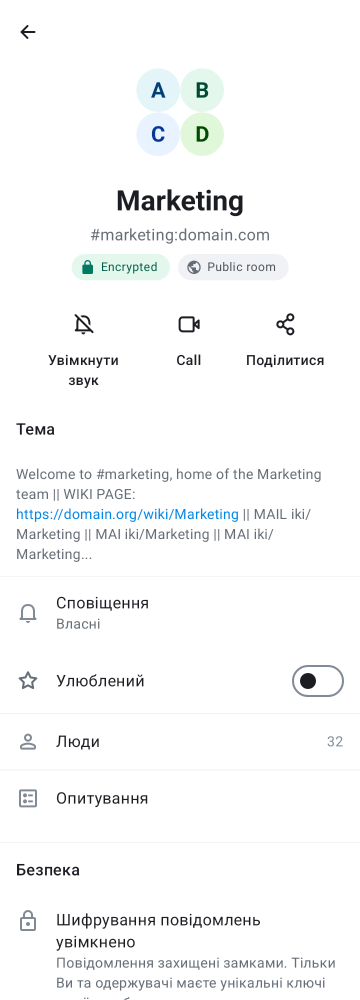 A
B
C
D
Marketing
#marketing:domain.com
Encrypted
Public room
Увімкнути
звук
Call
Поділитися
Тема
Welcome to #marketing, home of the Marketing
team || WIKI PAGE:
https://domain.org/wiki/Marketing || MAIL iki/
Marketing || MAI iki/Marketing || MAI iki/
Marketing...
Сповіщення
Власні
Улюблений
Люди
32
Опитування
Безпека
Шифрування повідомлень
увімкнено
Повідомлення захищені замками. Тільки
Ви та одержувачі маєте унікальні ключі